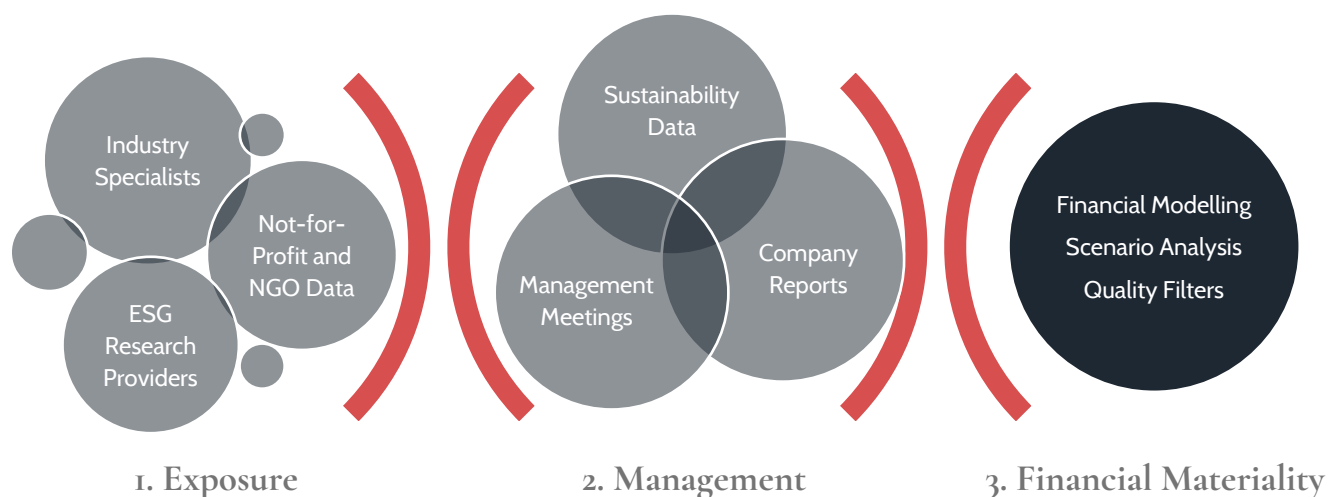 Industry
Specialists
Not-for-
Profit and
NGO Data
ESG
Research
Providers
Sustainability
Data
Management
Meetings
Company
Reports
Financial Modelling
Scenario Analysis
Quality Filters
1. Exposure
2. Management
3. Financial Materiality